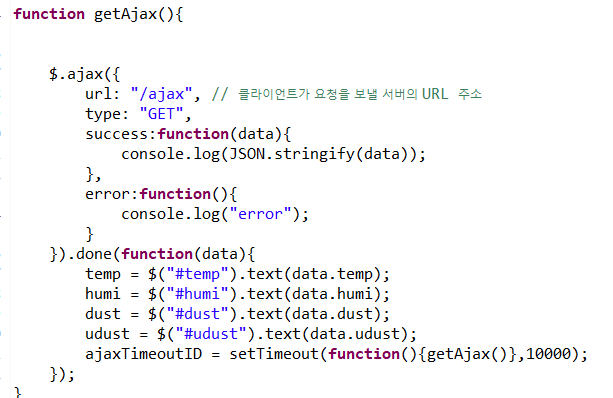 function getAjax(){
$.ajax({
url: "/ajax", // 클라이언트가 요청을 보낼 서버의 URL 주소
type: "GET",
success:function(data){
console.log(JSON.stringify(data));
},
error:function(){
console.log("error");
}
}).done(function(data){
temp = $("#temp").text(data.temp);
humi = $("#humi").text(data.humi);
dust = $("#dust").text(data.dust);
udust = $("#udust").text(data.udust);
ajaxTimeoutID = setTimeout(function(){getAjax()},10000);
});
}